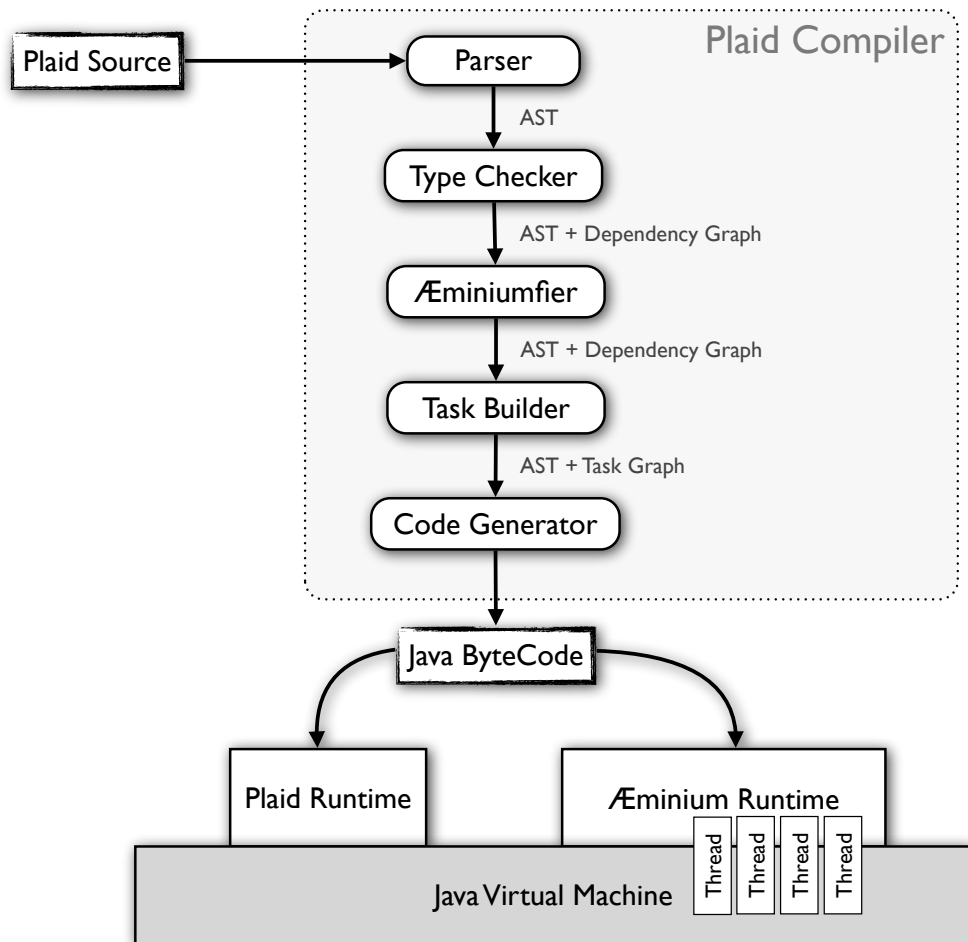 Plaid Compiler
Plaid Source
Parser
AST
Type Checker
AST + Dependency Graph
Æminiumfier
AST + Dependency Graph
Task Builder
AST + Task Graph
Code Generator
Java ByteCode
Plaid Runtime
Æminium Runtime
Thread
Thread
Thread
Thread
Java Virtual Machine